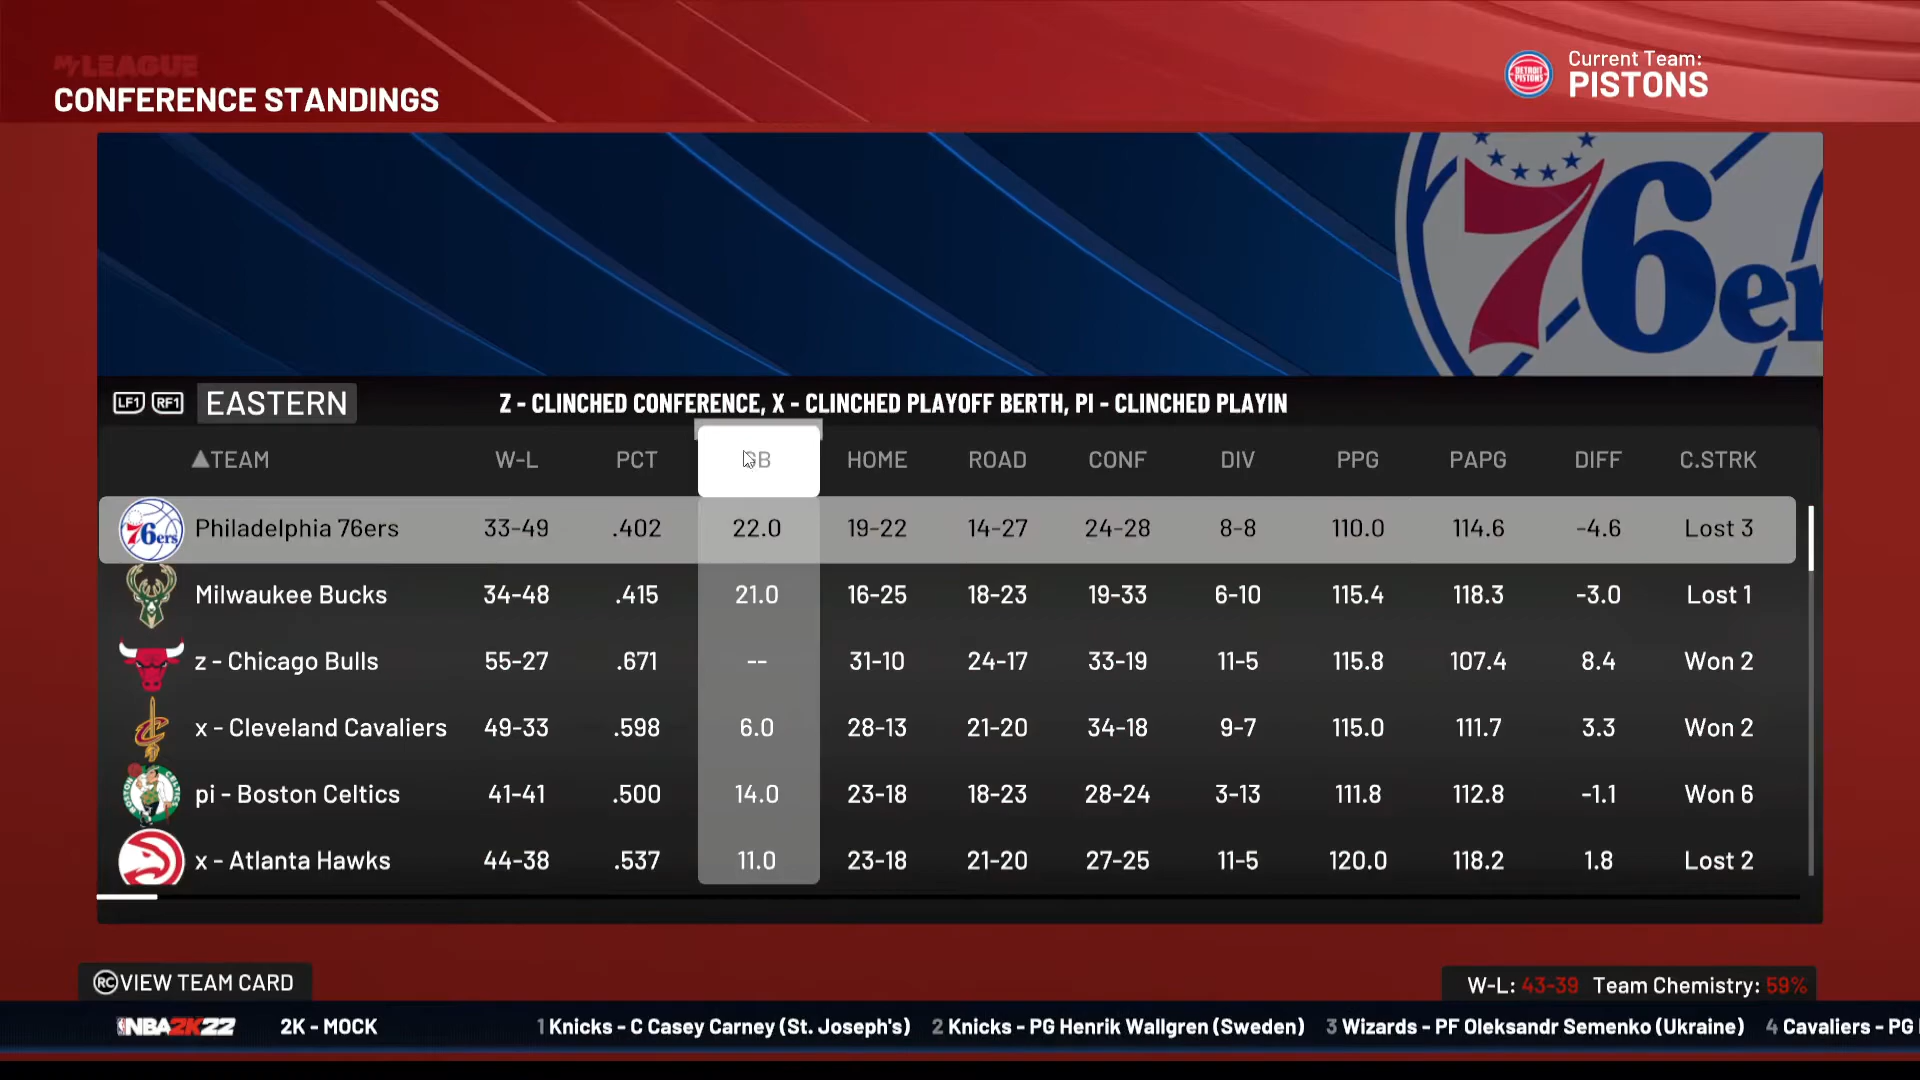 MyLEAGUE
CONFERENCE STANDINGS
DETROIT PISTONS
Current Team:
PISTONS
76er
LF1 RF1 EASTERN Z - CLINCHED CONFERENCE, X - CLINCHED PLAYOFF BERTH, PI - CLINCHED PLAYIN
▲TEAM W-L PCT GB HOME ROAD CONF DIV PPG PAPG DIFF C.STRK
76ers Philadelphia 76ers 33-49 .402 22.0 19-22 14-27 24-28 8-8 110.0 114.6 -4.6 Lost 3
Milwaukee Bucks 34-48 .415 21.0 16-25 18-23 19-33 6-10 115.4 118.3 -3.0 Lost 1
z - Chicago Bulls 55-27 .671 -- 31-10 24-17 33-19 11-5 115.8 107.4 8.4 Won 2
x - Cleveland Cavaliers 49-33 .598 6.0 28-13 21-20 34-18 9-7 115.0 111.7 3.3 Won 2
pi - Boston Celtics 41-41 .500 14.0 23-18 18-23 28-24 3-13 111.8 112.8 -1.1 Won 6
x - Atlanta Hawks 44-38 .537 11.0 23-18 21-20 27-25 11-5 120.0 118.2 1.8 Lost 2
RC VIEW TEAM CARD
W-L: 43-39 Team Chemistry: 59%
NBA2K22 2K - MOCK 1 Knicks - C Casey Carney (St. Joseph's) 2 Knicks - PG Henrik Wallgren (Sweden) 3 Wizards - PF Oleksandr Semenko (Ukraine) 4 Cavaliers - PG